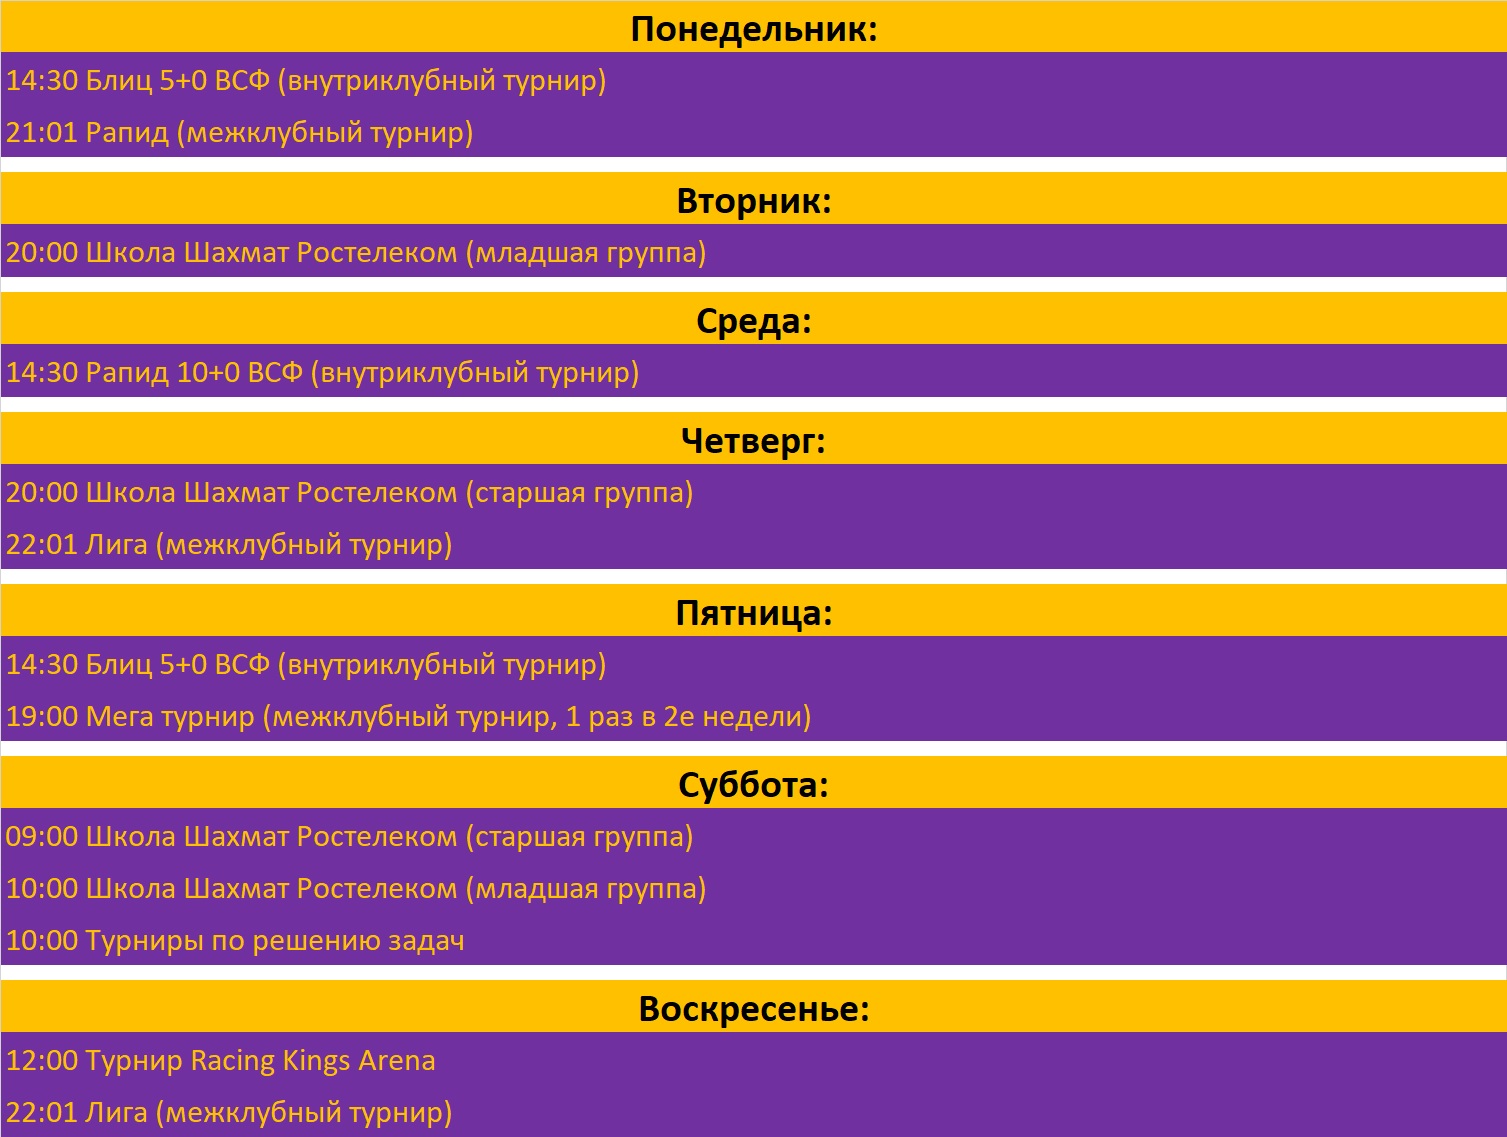 Понедельник:
14:30 Блиц 5+0 ВСФ (внутриклубный турнир)
21:01 Рапид (межклубный турнир)
Вторник:
20:00 Школа Шахмат Ростелеком (младшая группа)
Среда:
14:30 Рапид 10+0 ВСФ (внутриклубный турнир)
Четверг:
20:00 Школа Шахмат Ростелеком (старшая группа)
22:01 Лига (межклубный турнир)
Пятница:
14:30 Блиц 5+0 ВСФ (внутриклубный турнир)
19:00 Мега турнир (межклубный турнир, 1 раз в 2е недели)
Суббота:
09:00 Школа Шахмат Ростелеком (старшая группа)
10:00 Школа Шахмат Ростелеком (младшая группа)
10:00 Турниры по решению задач
Воскресенье:
12:00 Турнир Racing Kings Arena
22:01 Лига (межклубный турнир)